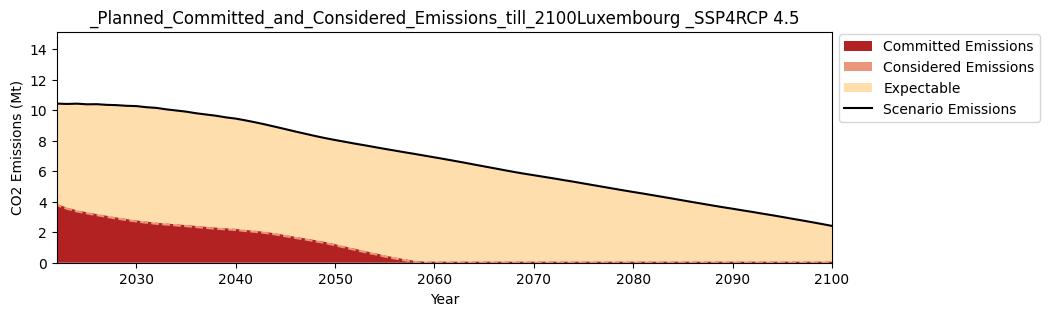 _Planned_Committed_and_Considered_Emissions_till_2100Luxembourg _SSP4RCP 4.5
Committed Emissions
Considered Emissions
Expectable
Scenario Emissions
CO2 Emissions (Mt)
14
12
10
8
6
4
2
0
2030 2040 2050 2060 2070 2080 2090 2100
Year